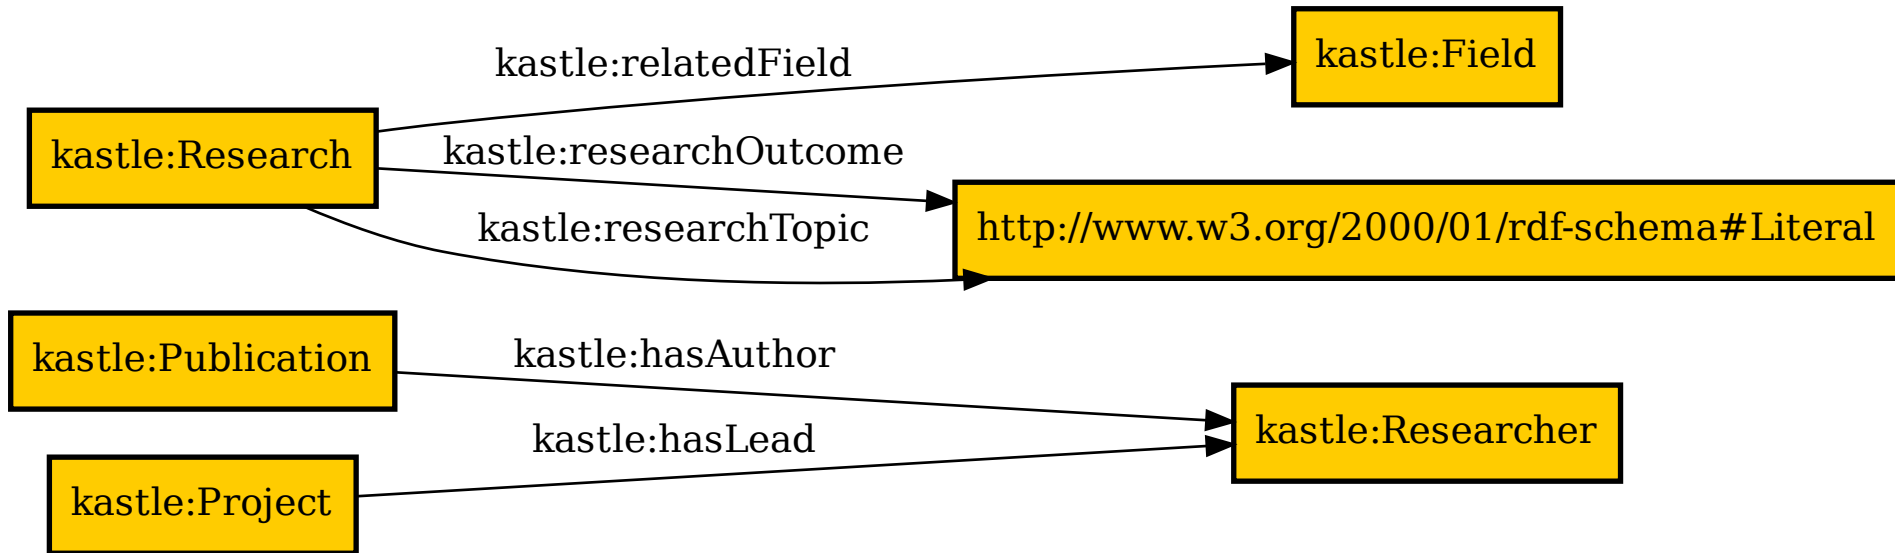 kastle:relatedField
kastle:Field
kastle:Research
kastle:researchOutcome
kastle:researchTopic
http://www.w3.org/2000/01/rdf-schema#Literal
kastle:Publication
kastle:hasAuthor
kastle:Researcher
kastle:hasLead
kastle:Project